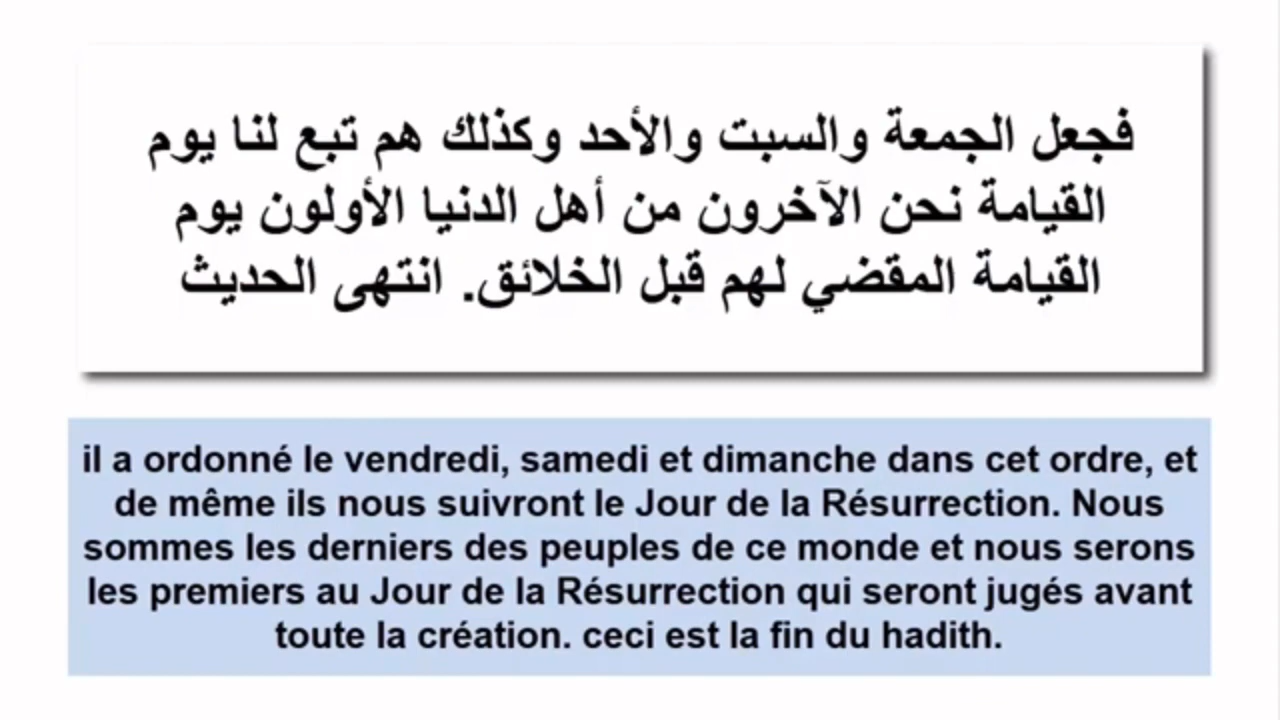 فجعل الجمعة والسبت والأحد وكذلك هم تبع لنا يوم
القيامة نحن الآخرون من أهل الدنيا الأولون يوم
القيامة المقضي لهم قبل الخلائق. انتهى الحديث
il a ordonné le vendredi, samedi et dimanche dans cet ordre, et
de même ils nous suivront le Jour de la Résurrection. Nous
sommes les derniers des peuples de ce monde et nous serons
les premiers au Jour de la Résurrection qui seront jugés avant
toute la création. ceci est la fin du hadith.